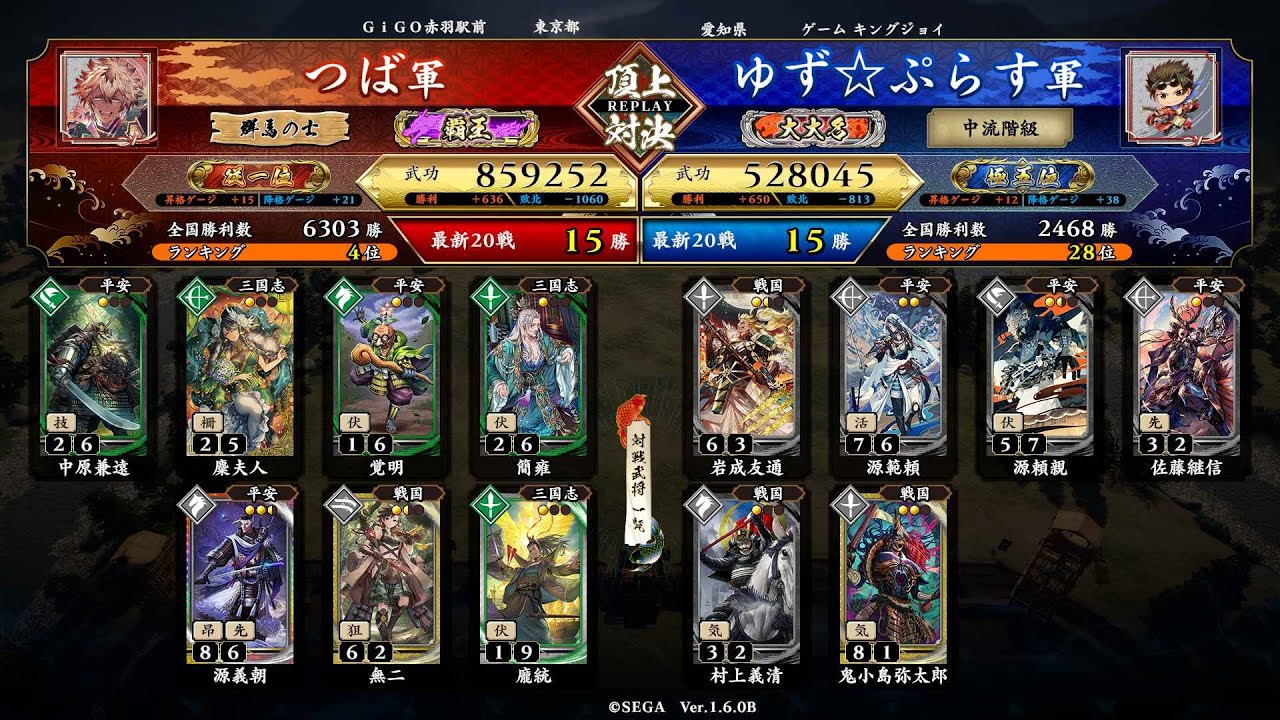 GiGO赤羽駅前 東京都
愛知県 ゲーム キングジョイ
つば軍
頂上
REPLAY
対決
ゆず☆ぷらす軍
群馬の士
覇王
大大名
中流階級
従一位
昇格ゲージ +15 降格ゲージ +21
武功 859252
勝利 +636 敗北 -1060
武功 528045
勝利 +650 敗北 -813
極王位
昇格ゲージ +12 降格ゲージ +38
全国勝利数 6303勝
ランキング 4位
最新20戦 15勝
最新20戦 15勝
全国勝利数 2468勝
ランキング 28位
平安 三国志 平安 三国志 戦国 平安 平安 平安
技 柵 伏 伏 活 伏 先
2 6 2 5 1 6 2 6 6 3 7 6 5 7 3 2
中原兼遠 廉夫人 覚明 簡雍 岩成友通 源範頼 源頼親 佐藤継信
対戦武将一覧
平安 戦国 三国志 戦国 戦国
昂 先 狙 伏 気 気
8 6 6 2 1 9 3 2 8 1
源義朝 無二 龐統 村上義清 鬼小島弥太郎
©SEGA Ver.1.6.0B